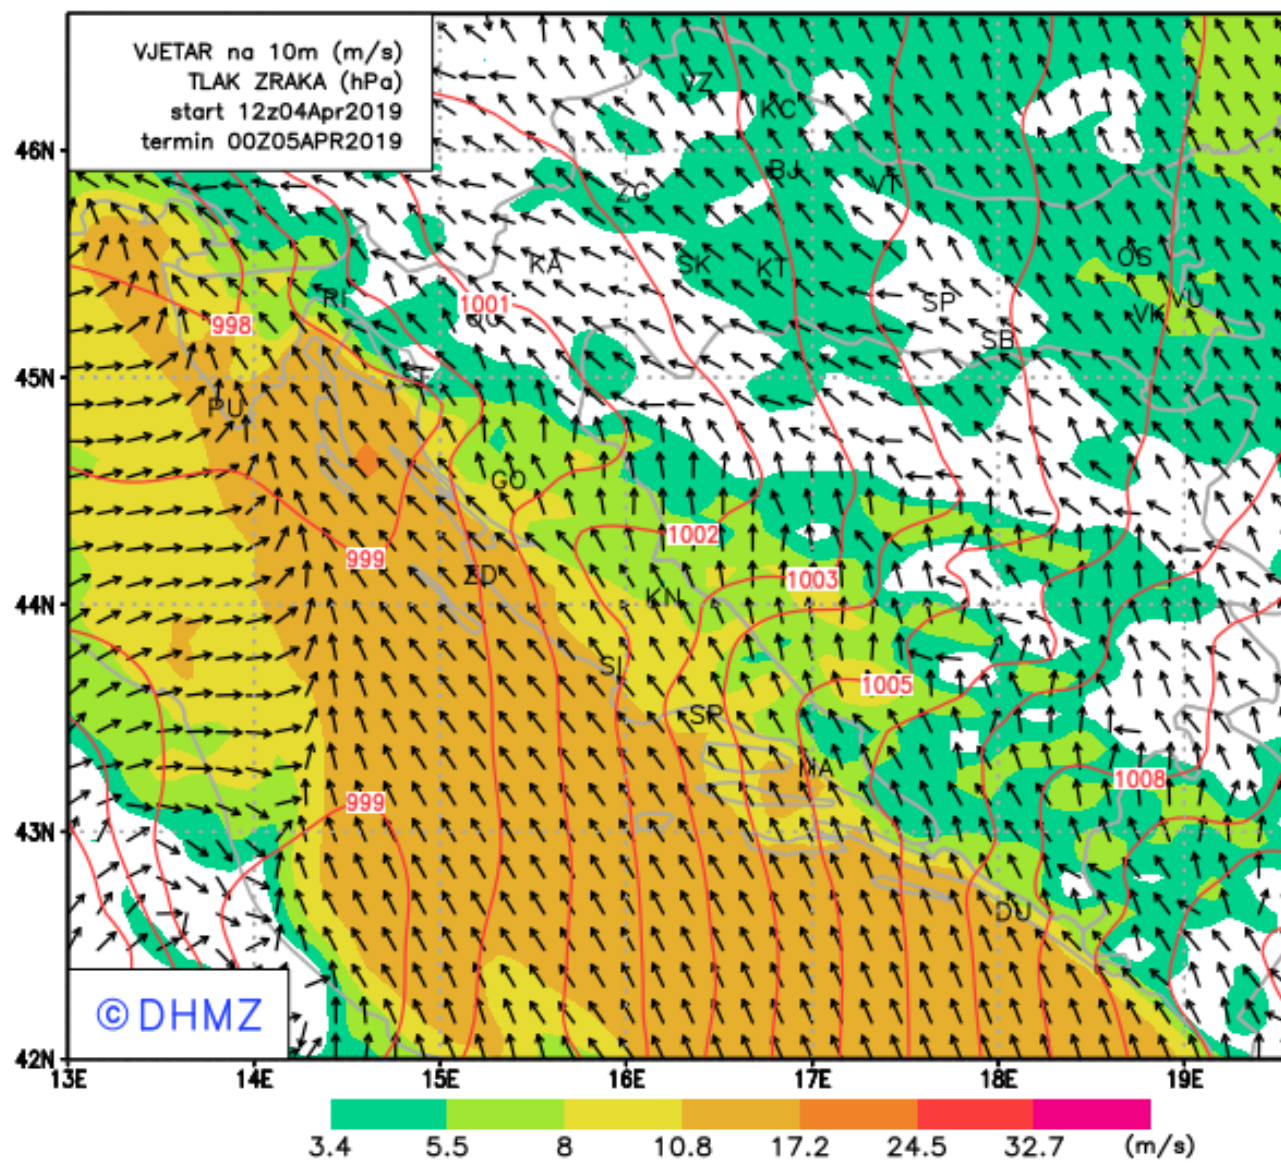 VJETAR na 10m (m/s)
TLAK ZRAKA (hPa)
start 12z04Apr2019
termin 00Z05APR2019
VZ
KC
46N
BJ
VT
ZG
OS
KA
SK
KT
RI
1001
SP
VU
998
VK
SB
45N
PU
GO
1002
999
ZD
1003
44N
KN
SI
1005
SP
MA
1008
999
43N
DU
©DHMZ
42N
13E 14E 15E 16E 17E 18E 19E
3.4 5.5 8 10.8 17.2 24.5 32.7 (m/s)